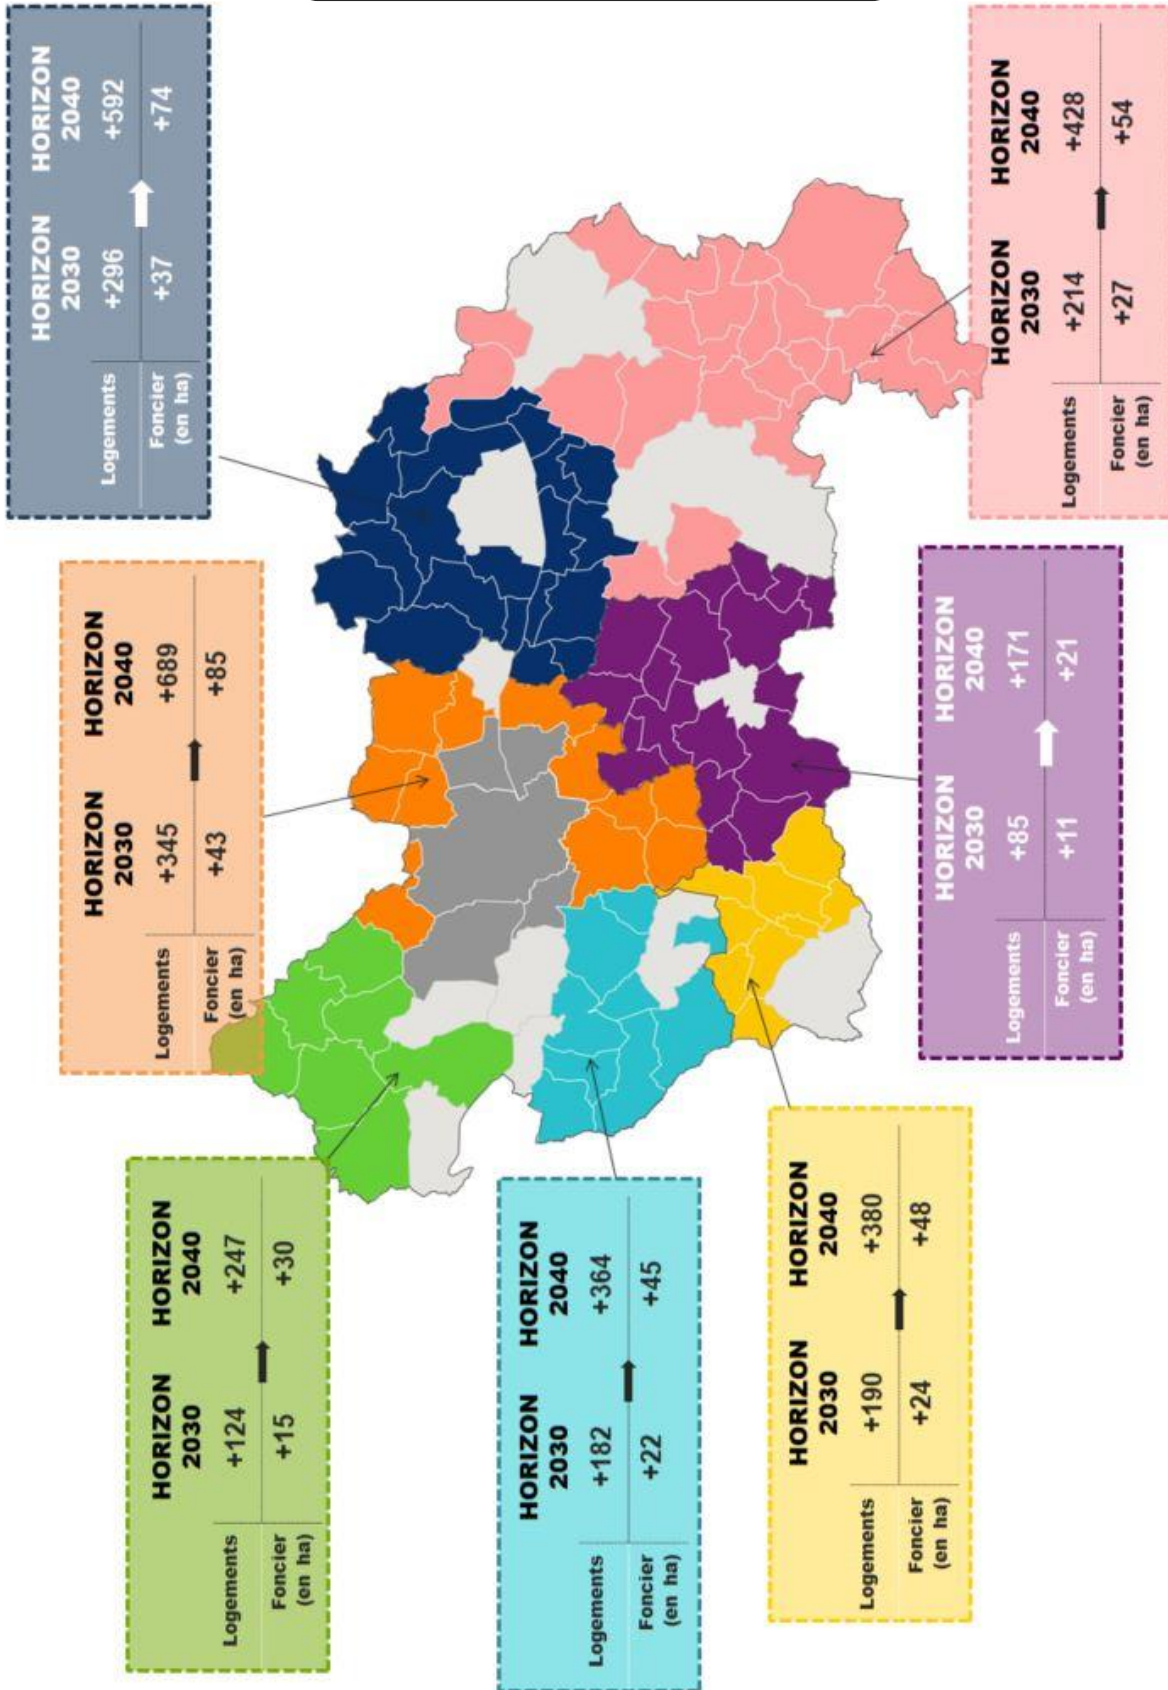 HORIZON
2030
HORIZON
2040
Logements
+124
+247
Foncier
(en ha)
+15
+30
HORIZON
2030
HORIZON
2040
Logements
+345
+689
Foncier
(en ha)
+43
+85
HORIZON
2030
HORIZON
2040
Logements
+296
+592
Foncier
(en ha)
+37
+74
HORIZON
2030
HORIZON
2040
Logements
+182
+364
Foncier
(en ha)
+22
+45
HORIZON
2030
HORIZON
2040
Logements
+190
+380
Foncier
(en ha)
+24
+48
HORIZON
2030
HORIZON
2040
Logements
+85
+171
Foncier
(en ha)
+11
+21
HORIZON
2030
HORIZON
2040
Logements
+214
+428
Foncier
(en ha)
+27
+54